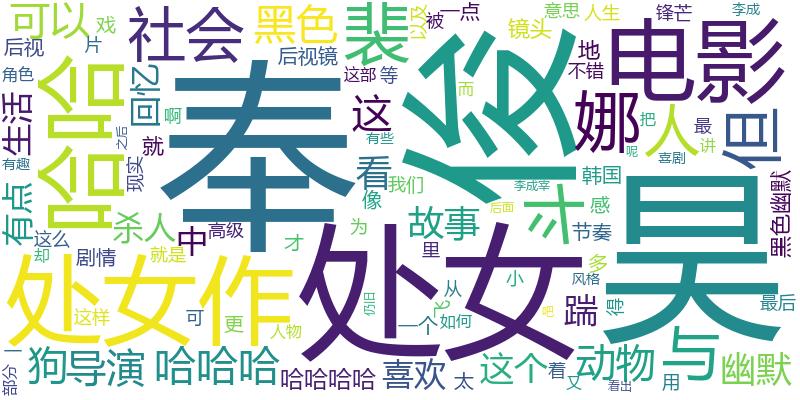 可以
戏
社会
黑色
裴
以及
被
一点
镜头
意思
人生
锋芒
李成
后视
片
后视镜
地
不错
电影
角色
哈哈
回忆
这部
等
这
俊
娜
人
把
最
但
生活
就
啊
奉
看
而
有些
讲
呢
喜剧
有趣
之后
现实
像
我们
李成宰
韩国
斗
感
昊
黑色幽默
有点
杀人
中
高级
故事
后面
节奏
这么
却
剧情
就是
才
为
里
处女
踹
多
处女作
小
风格
得
最后
这样
可
更
人物
仍旧
飞
从
一个
如何
吧
与
部分
一
狗
导演
哈哈哈
哈哈哈哈
喜欢
太
这个
着
又
动物
着出
用
幽默